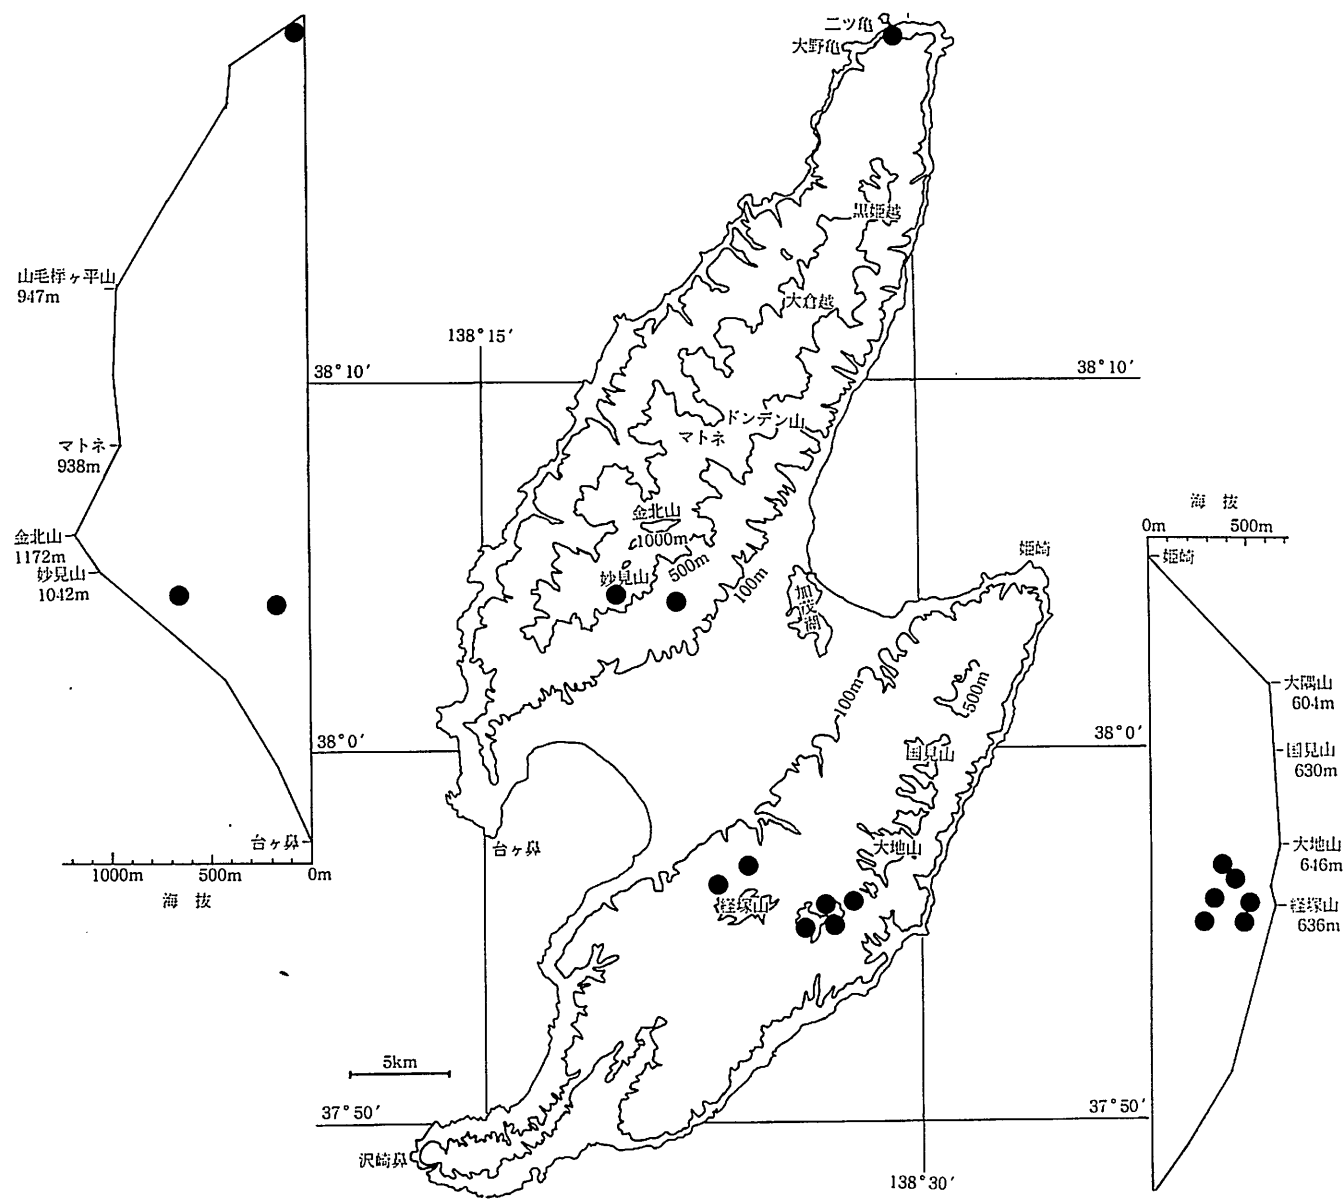 二ツ亀
大野亀
黒姫越
大倉越
ドンデン山
マトネ
金北山
1000m
妙見山
500m
100m
加茂湖
姫崎
100m
500m
国見山
大地山
経塚山
台ヶ鼻
沢崎鼻
5km
138°15′
38°10′
38°10′
38°0′
38°0′
37°50′
37°50′
138°30′
山毛欅ヶ平山
947m
マトネ
938m
金北山
1172m
妙見山
1042m
台ヶ鼻
1000m
500m
0m
海 抜
海 抜
0m
500m
姫崎
大隅山
604m
国見山
630m
大地山
646m
経塚山
636m